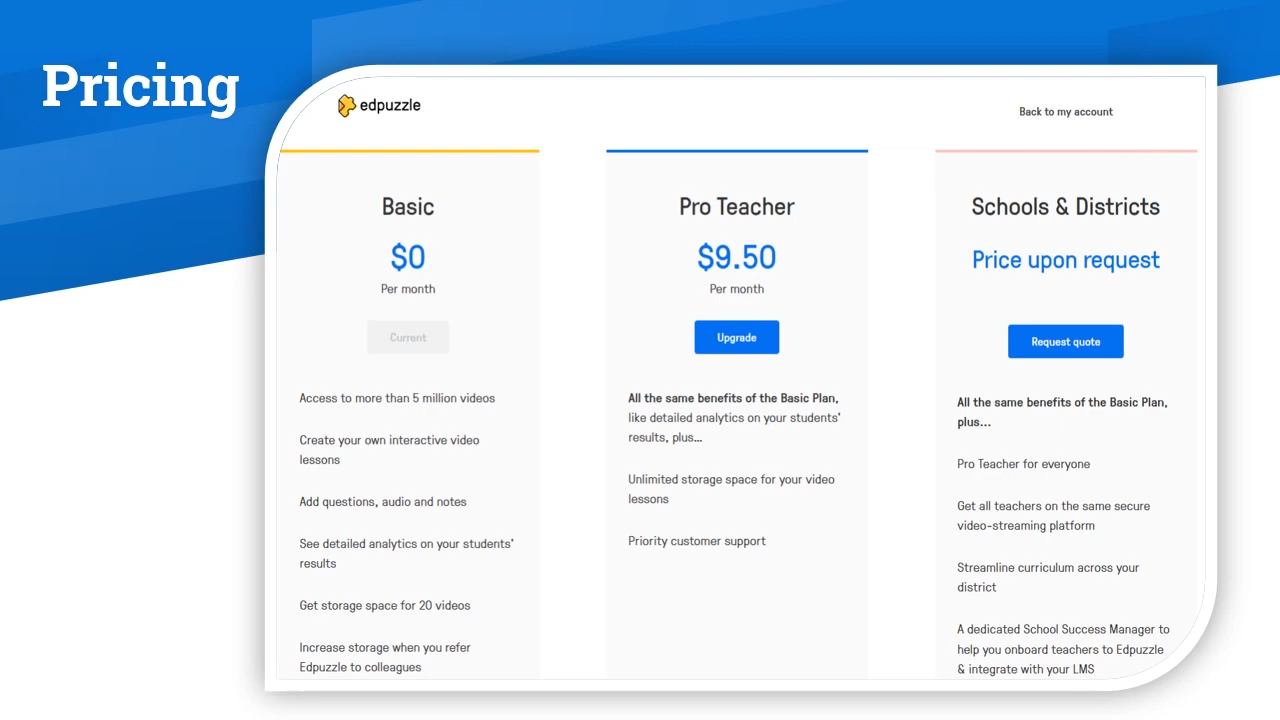 Pricing
edpuzzle
Back to my account
Basic
$0
Per month
Current
Access to more than 5 million videos
Create your own interactive video
lessons
Add questions, audio and notes
See detailed analytics on your students'
results
Get storage space for 20 videos
Increase storage when you refer
Edpuzzle to colleagues
Pro Teacher
$9.50
Per month
Upgrade
All the same benefits of the Basic Plan,
like detailed analytics on your students'
results, plus...
Unlimited storage space for your video
lessons
Priority customer support
Schools & Districts
Price upon request
Request quote
All the same benefits of the Basic Plan,
plus...
Pro Teacher for everyone
Get all teachers on the same secure
video-streaming platform
Streamline curriculum across your
district
A dedicated School Success Manager to
help you onboard teachers to Edpuzzle
& integrate with your LMS